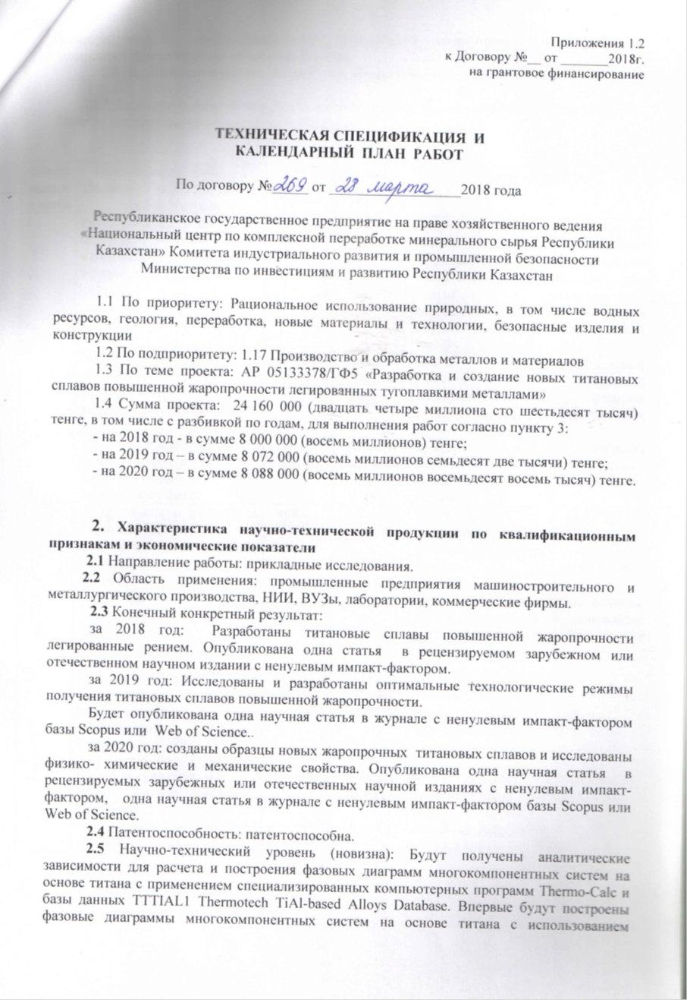 Приложения 1.2
к Договору №__ от _______2018г.
на грантовое финансирование
ТЕХНИЧЕСКАЯ СПЕЦИФИКАЦИЯ И
КАЛЕНДАРНЫЙ ПЛАН РАБОТ
По договору №269 от 28 марта 2018 года
Республиканское государственное предприятие на праве хозяйственного ведения
«Национальный центр по комплексной переработке минерального сырья Республики
Казахстан» Комитета индустриального развития и промышленной безопасности
Министерства по инвестициям и развитию Республики Казахстан
1.1 По приоритету: Рациональное использование природных, в том числе водных
ресурсов, геология, переработка, новые материалы и технологии, безопасные изделия и
конструкции
1.2 По подприоритету: 1.17 Производство и обработка металлов и материалов
1.3 По теме проекта: АР 05133378/ГФ5 «Разработка и создание новых титановых
сплавов повышенной жаропрочности легированных тугоплавкими металлами»
1.4 Сумма проекта: 24 160 000 (двадцать четыре миллиона сто шестьдесят тысяч)
тенге, в том числе с разбивкой по годам, для выполнения работ согласно пункту 3:
- на 2018 год - в сумме 8 000 000 (восемь миллионов) тенге;
- на 2019 год – в сумме 8 072 000 (восемь миллионов семьдесят две тысячи) тенге;
- на 2020 год – в сумме 8 088 000 (восемь миллионов восемьдесят восемь тысяч) тенге.
2. Характеристика научно-технической продукции по квалификационным
признакам и экономические показатели
2.1 Направление работы: прикладные исследования.
2.2 Область применения: промышленные предприятия машиностроительного и
металлургического производства, НИИ, ВУЗы, лаборатории, коммерческие фирмы.
2.3 Конечный конкретный результат:
за 2018 год: Разработаны титановые сплавы повышенной жаропрочности
легированные рением. Опубликована одна статья в рецензируемом зарубежном или
отечественном научном издании с ненулевым импакт-фактором.
за 2019 год: Исследованы и разработаны оптимальные технологические режимы
получения титановых сплавов повышенной жаропрочности.
Будет опубликована одна научная статья в журнале с ненулевым импакт-фактором
базы Scopus или Web of Science..
за 2020 год: созданы образцы новых жаропрочных титановых сплавов и исследованы
физико- химические и механические свойства. Опубликована одна научная статья в
рецензируемых зарубежных или отечественных научной изданиях с ненулевым импакт-
фактором, одна научная статья в журнале с ненулевым импакт-фактором базы Scopus или
Web of Science.
2.4 Патентоспособность: патентоспособна.
2.5 Научно-технический уровень (новизна): Будут получены аналитические
зависимости для расчета и построения фазовых диаграмм многокомпонентных систем на
основе титана с применением специализированных компьютерных программ Thermo-Calc и
базы данных TTTIAL1 Thermotech TiAl-based Alloys Database. Впервые будут построены
фазовые диаграммы многокомпонентных систем на основе титана с использованием